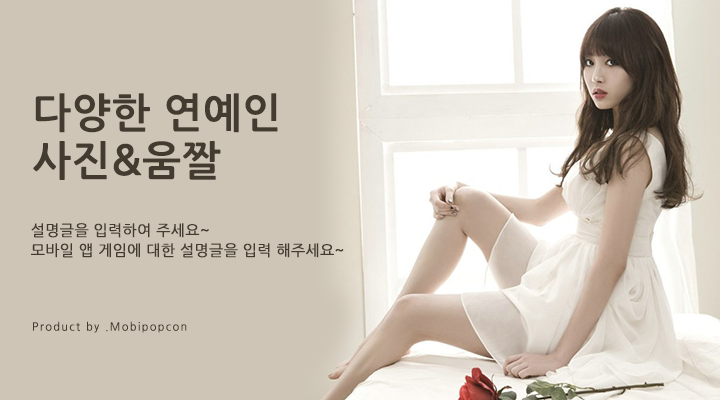 다양한 연예인
사진&움짤
설명글을 입력하여 주세요~
모바일 앱 게임에 대한 설명글을 입력 해주세요~
Product by .Mobipopcon